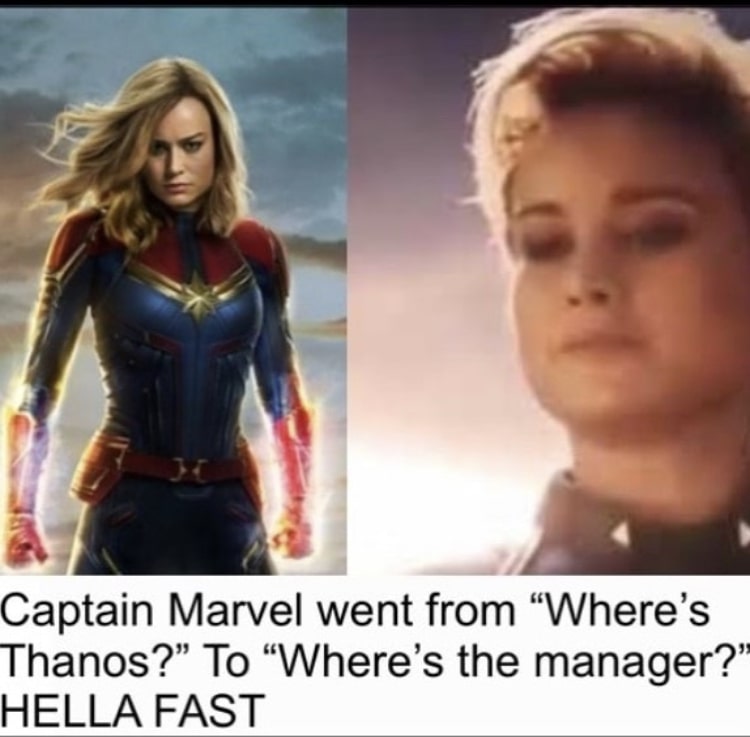 Captain Marvel went from “Where’s
Thanos?” To “Where’s the manager?”
HELLA FAST